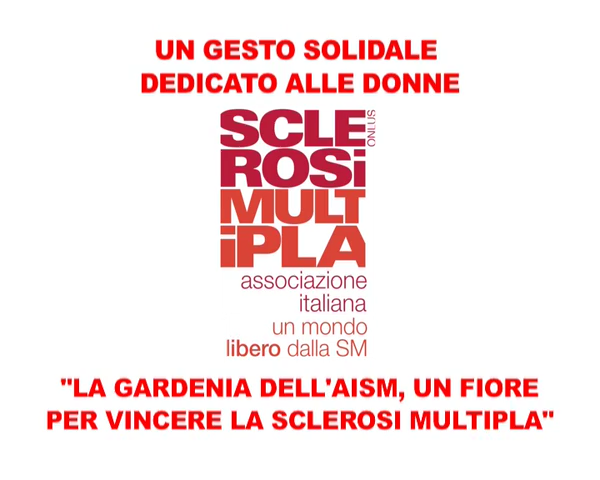 UN GESTO SOLIDALE
DEDICATO ALLE DONNE
SCLE
ONLUS
ROSi
MULT
iPLA
associazione
italiana
un mondo
libero dalla SM
"LA GARDENIA DELL'AISM, UN FIORE
PER VINCERE LA SCLEROSI MULTIPLA"